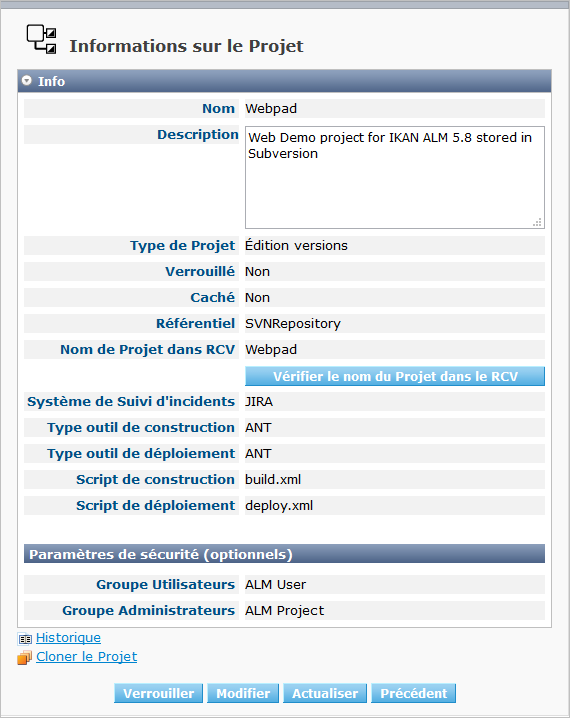 Informations sur le Projet
Info
Nom Webpad
Description Web Demo project for IKAN ALM 5.8 stored in
Subversion
Type de Projet Édition versions
Verrouillé Non
Caché Non
Référentiel SVNRepository
Nom de Projet dans RCV Webpad
Vérifier le nom du Projet dans le RCV
Système de Suivi d'incidents JIRA
Type outil de construction ANT
Type outil de déploiement ANT
Script de construction build.xml
Script de déploiement deploy.xml
Paramètres de sécurité (optionnels)
Groupe Utilisateurs ALM User
Groupe Administrateurs ALM Project
Historique
Cloner le Projet
Verrouiller Modifier Actualiser Précédent